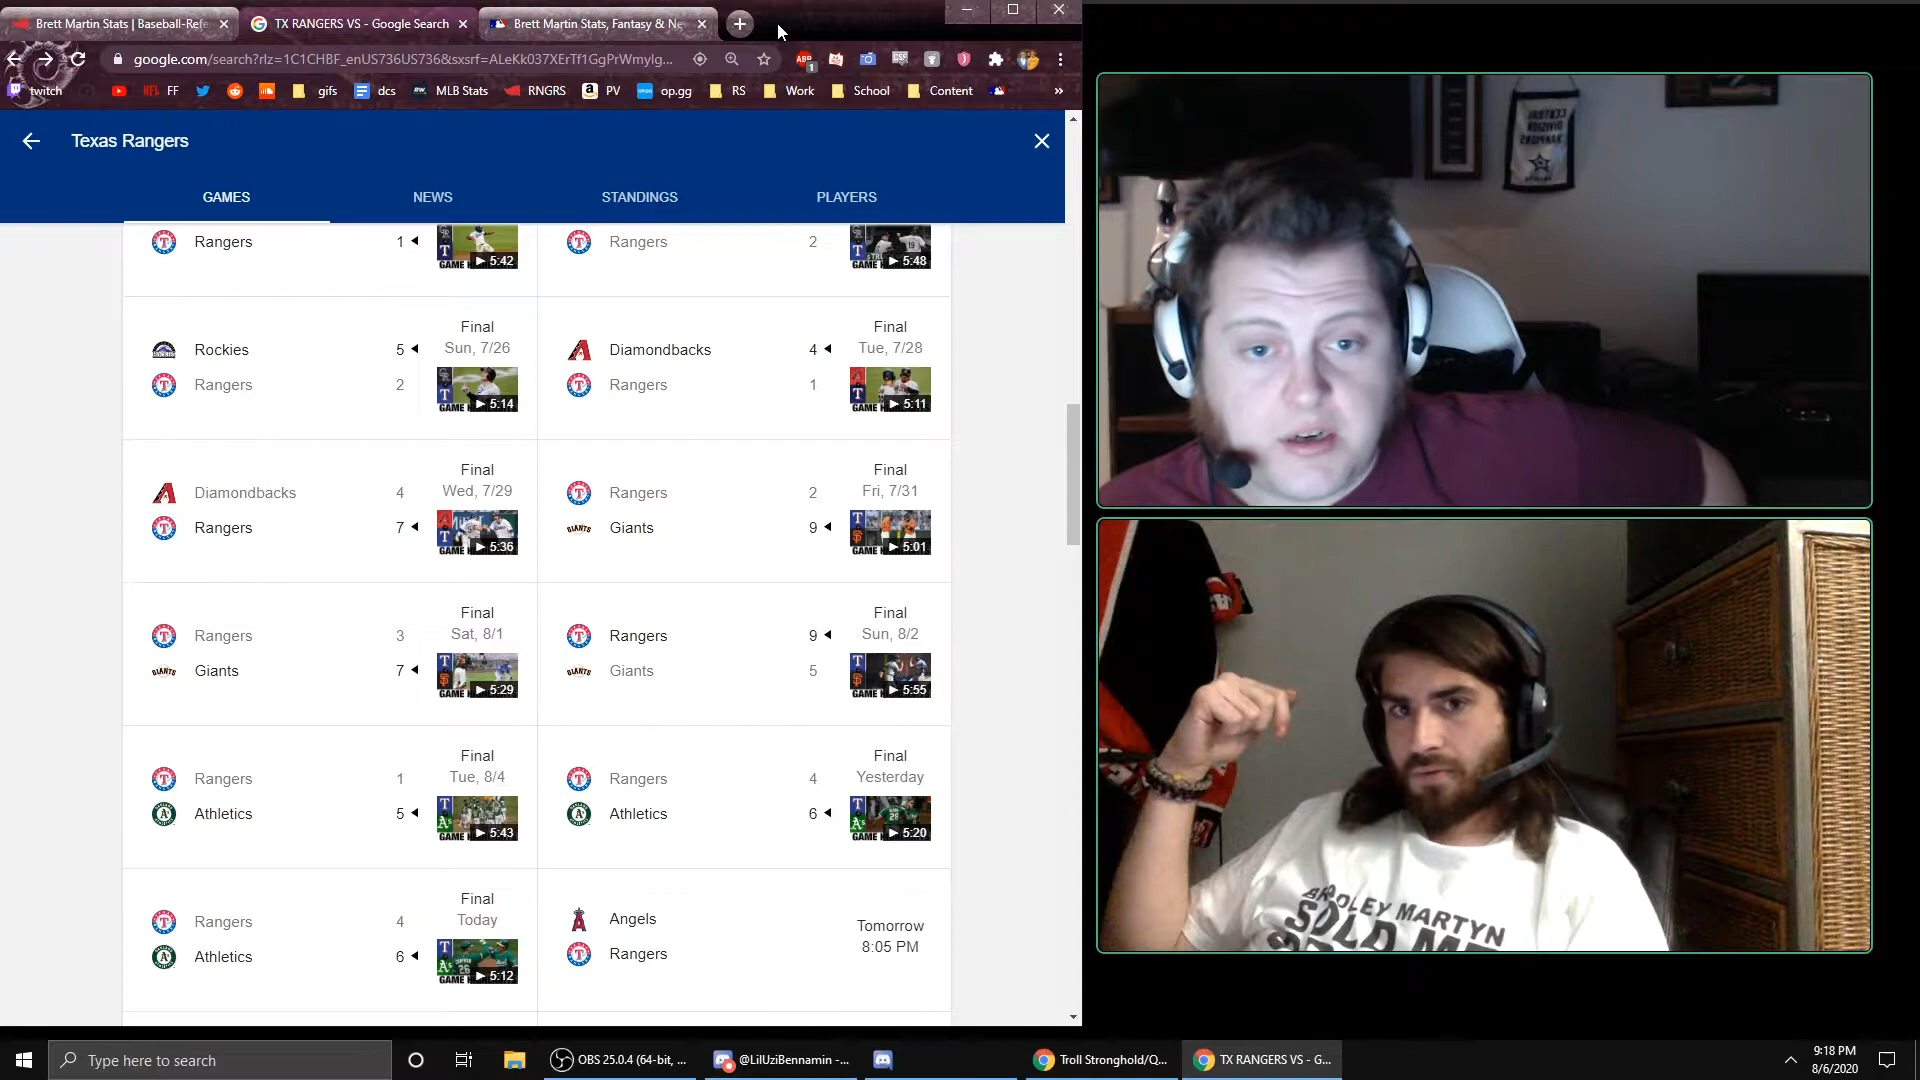 Brett Martin Stats | Baseball-Refe
TX RANGERS VS - Google Search
Brett Martin Stats, Fantasy & Ne
google.com/search?rlz=1C1CHBF_enUS736US736&sxsrf=ALeKk037XErTf1GgPrWmylg...
ABP
1
twitch
NFL FF
gifs
dcs
MLB Stats
RNGRS
PV
op.gg
RS
Work
School
Content
»
Texas Rangers
GAMES
NEWS
STANDINGS
PLAYERS
Rangers 1
5:42
Rangers 2
5:48
Final
Rockies 5
Sun, 7/26
Rangers 2
5:14
Final
Diamondbacks 4
Tue, 7/28
Rangers 1
5:11
Final
Diamondbacks 4
Wed, 7/29
Rangers 7
5:36
Final
Rangers 2
Fri, 7/31
Giants 9
5:01
Final
Rangers 3
Sat, 8/1
Giants 7
5:29
Final
Rangers 9
Sun, 8/2
Giants 5
5:55
Final
Rangers 1
Tue, 8/4
Athletics 5
5:43
Final
Rangers 4
Yesterday
Athletics 6
5:20
Final
Rangers 4
Today
Athletics 6
5:12
Angels
Rangers
Tomorrow
8:05 PM
CENTRAL
DIVISION
BRADLEY MARTYN
SOLD ME
Type here to search
OBS 25.0.4 (64-bit, ...
@LilUziBennamin -...
Troll Stronghold/Q...
TX RANGERS VS - G...
9:18 PM
8/6/2020